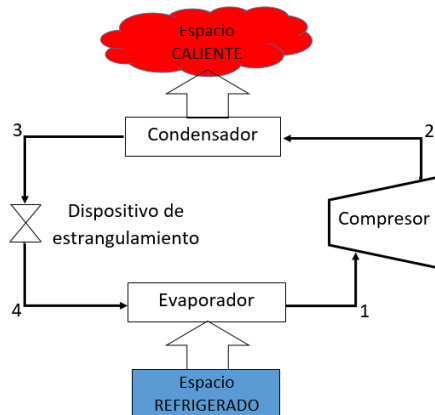 Espacio
CALIENTE
3
Condensador
2
Dispositivo de
estrangulamiento
Compresor
4
Evaporador
1
Espacio
REFRIGERADO